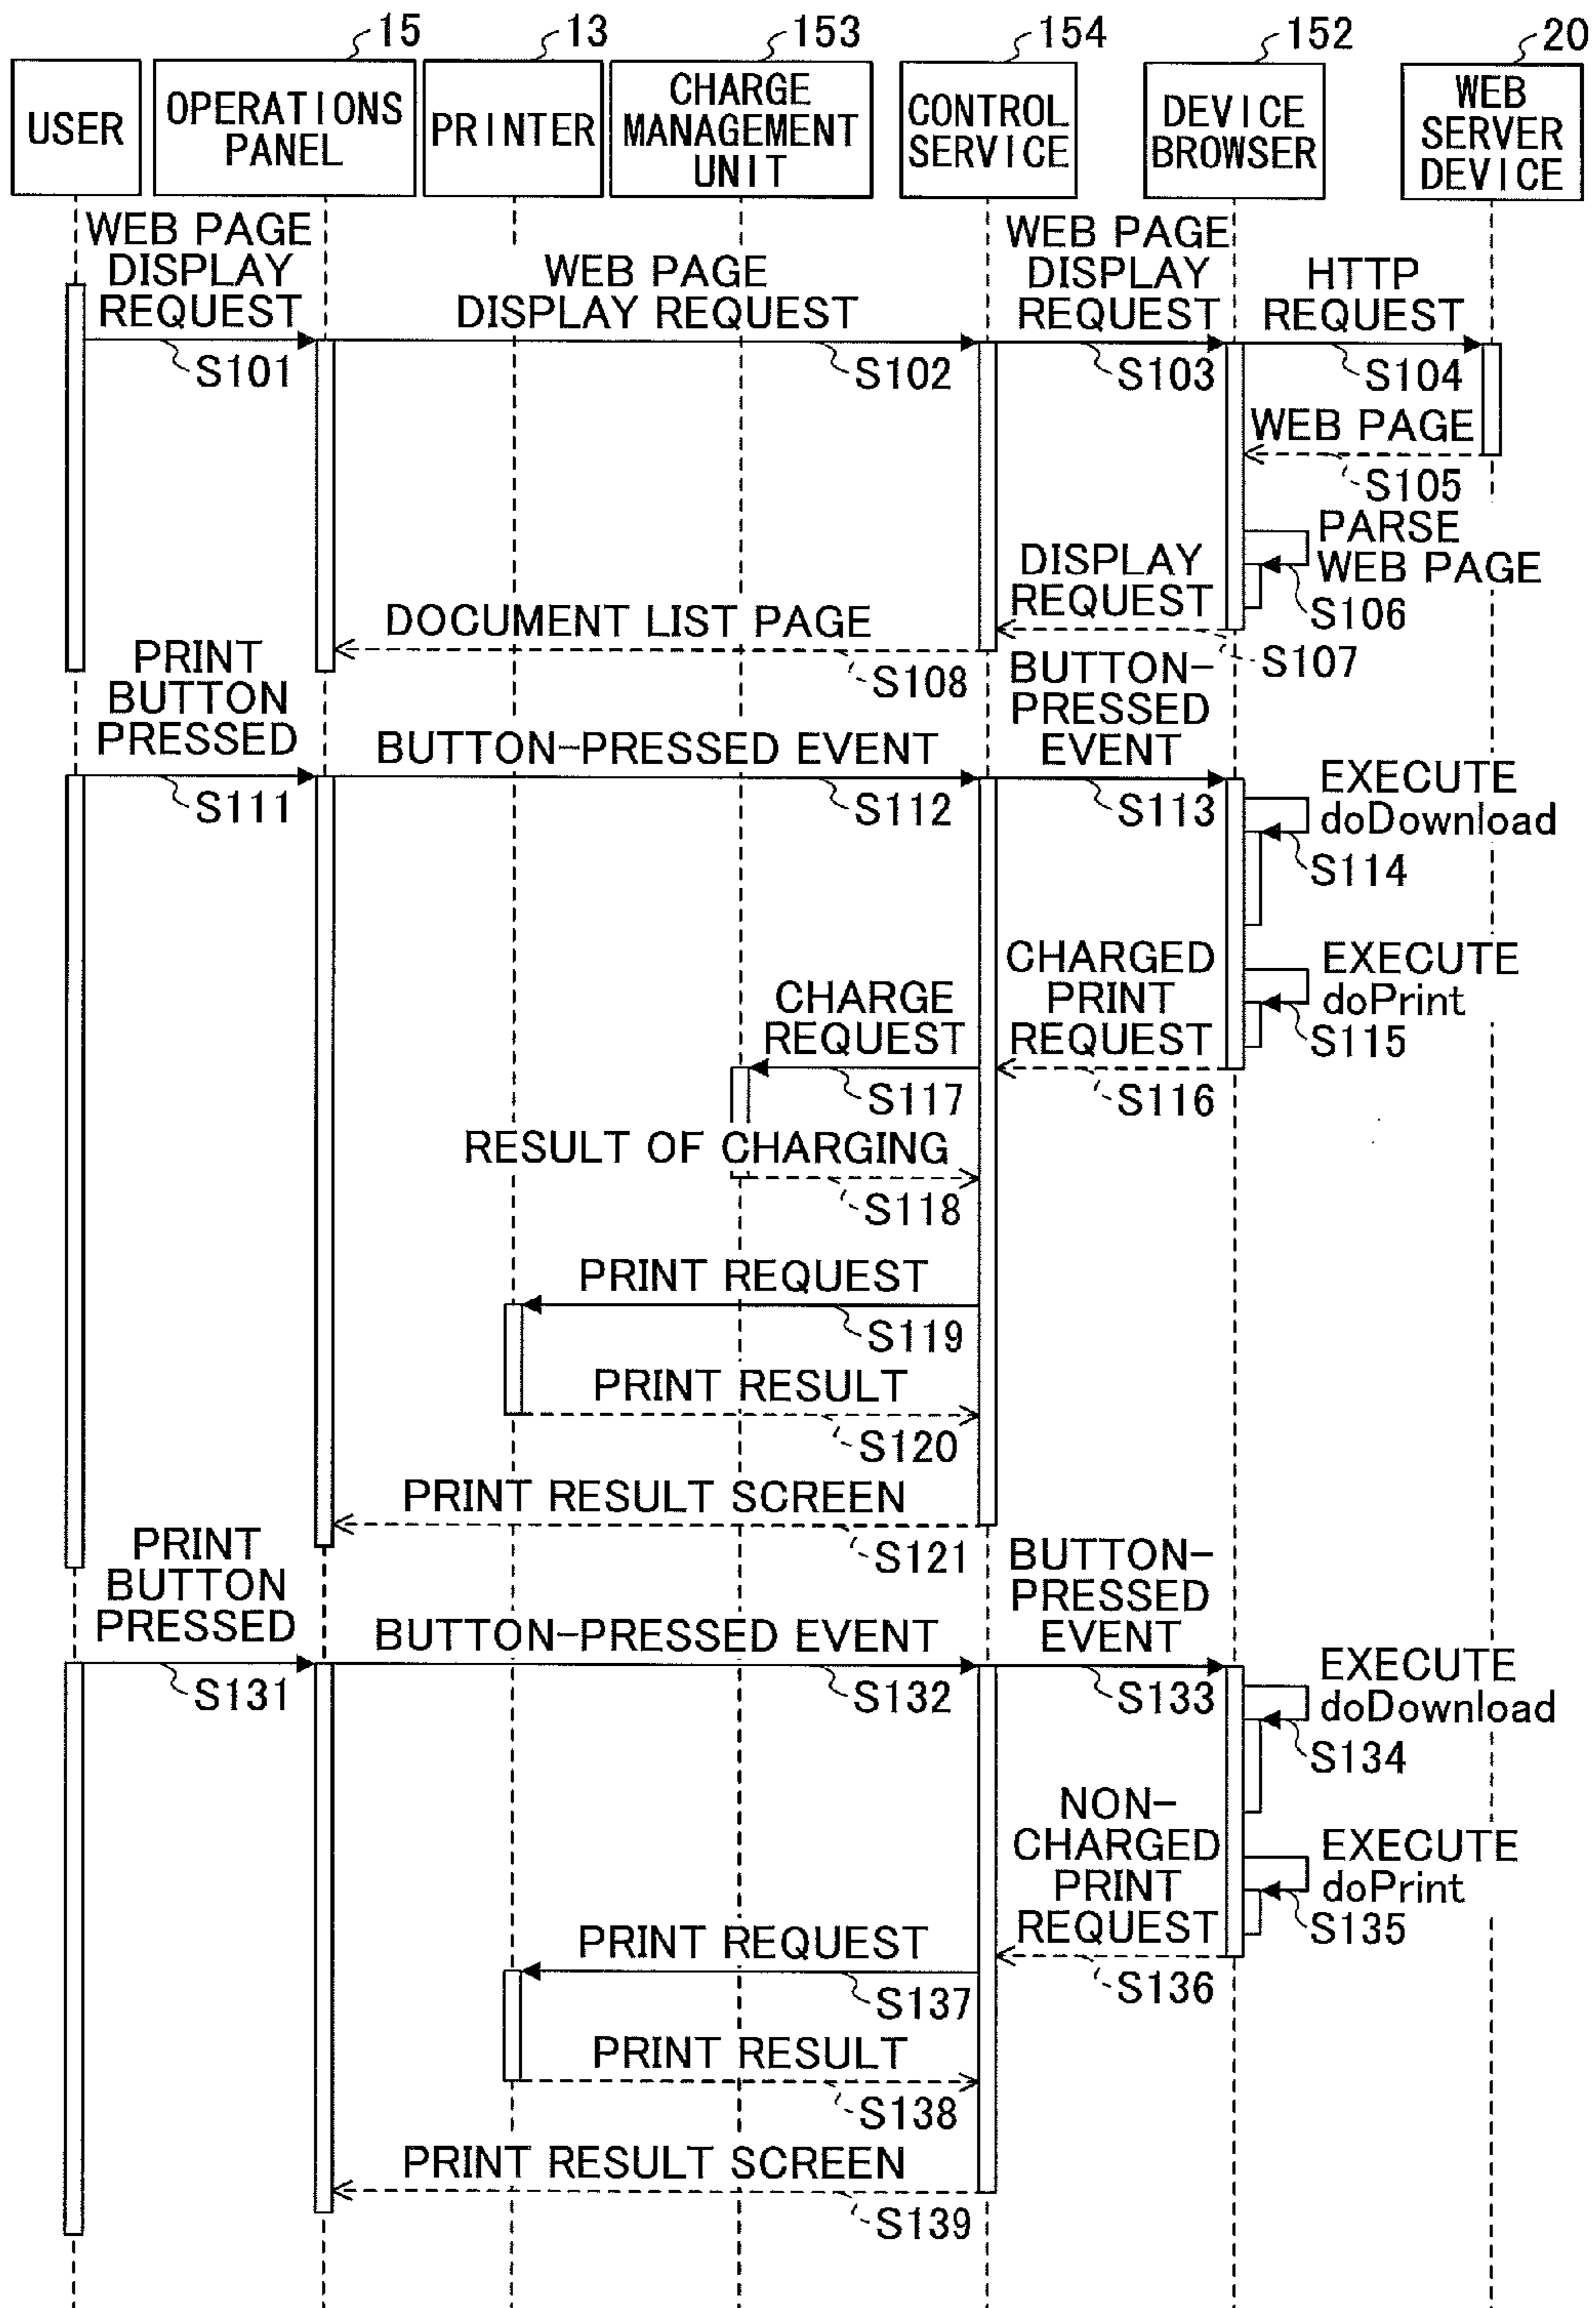 15
13
153
154
152
20
USER
OPERATIONS
PANEL
PRINTER
CHARGE
MANAGEMENT
UNIT
CONTROL
SERVICE
DEVICE
BROWSER
WEB
SERVER
DEVICE
WEB PAGE
DISPLAY
REQUEST
S101
WEB PAGE
DISPLAY REQUEST
S102
WEB PAGE
DISPLAY
REQUEST
S103
HTTP
REQUEST
S104
WEB PAGE
S105
PARSE
WEB PAGE
S106
DISPLAY
REQUEST
S107
DOCUMENT LIST PAGE
S108
PRINT
BUTTON
PRESSED
S111
BUTTON-PRESSED EVENT
S112
BUTTON-
PRESSED
EVENT
S113
EXECUTE
doDownload
S114
EXECUTE
doPrint
S115
CHARGED
PRINT
REQUEST
S116
CHARGE
REQUEST
S117
RESULT OF CHARGING
S118
PRINT REQUEST
S119
PRINT RESULT
S120
PRINT RESULT SCREEN
S121
PRINT
BUTTON
PRESSED
S131
BUTTON-PRESSED EVENT
S132
BUTTON-
PRESSED
EVENT
S133
EXECUTE
doDownload
S134
EXECUTE
doPrint
S135
NON-
CHARGED
PRINT
REQUEST
S136
PRINT REQUEST
S137
PRINT RESULT
S138
PRINT RESULT SCREEN
S139